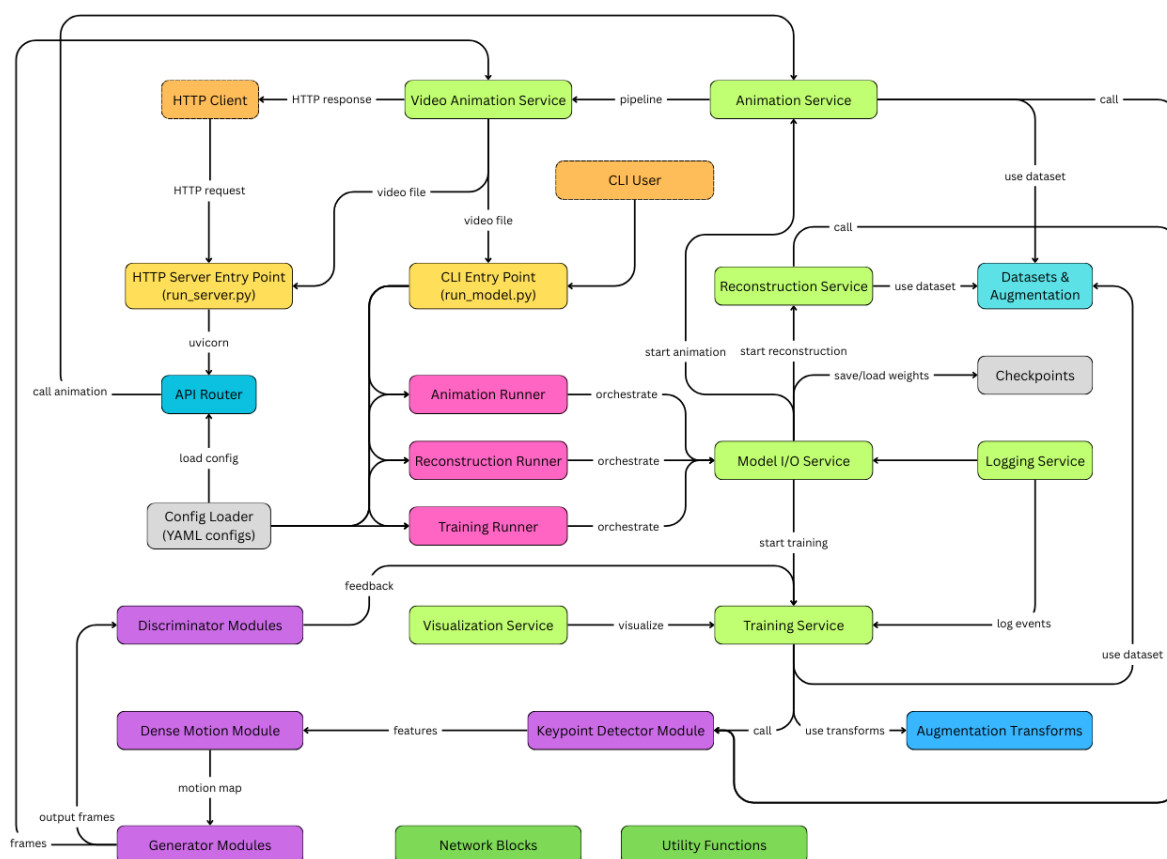 HTTP Client
HTTP response
Video Animation Service
pipeline
Animation Service
call
CLI User
use dataset
HTTP request
video file
video file
call
HTTP Server Entry Point
(run_server.py)
CLI Entry Point
(run_model.py)
Reconstruction Service
use dataset
Datasets &
Augmentation
uvicorn
start animation
start reconstruction
call animation
API Router
Animation Runner
orchestrate
save/load weights
Checkpoints
load config
Reconstruction Runner
orchestrate
Model I/O Service
Logging Service
Config Loader
(YAML configs)
Training Runner
orchestrate
start training
feedback
Discriminator Modules
Visualization Service
visualize
Training Service
log events
use dataset
Dense Motion Module
features
Keypoint Detector Module
call
use transforms
Augmentation Transforms
motion map
output frames
frames
Generator Modules
Network Blocks
Utility Functions